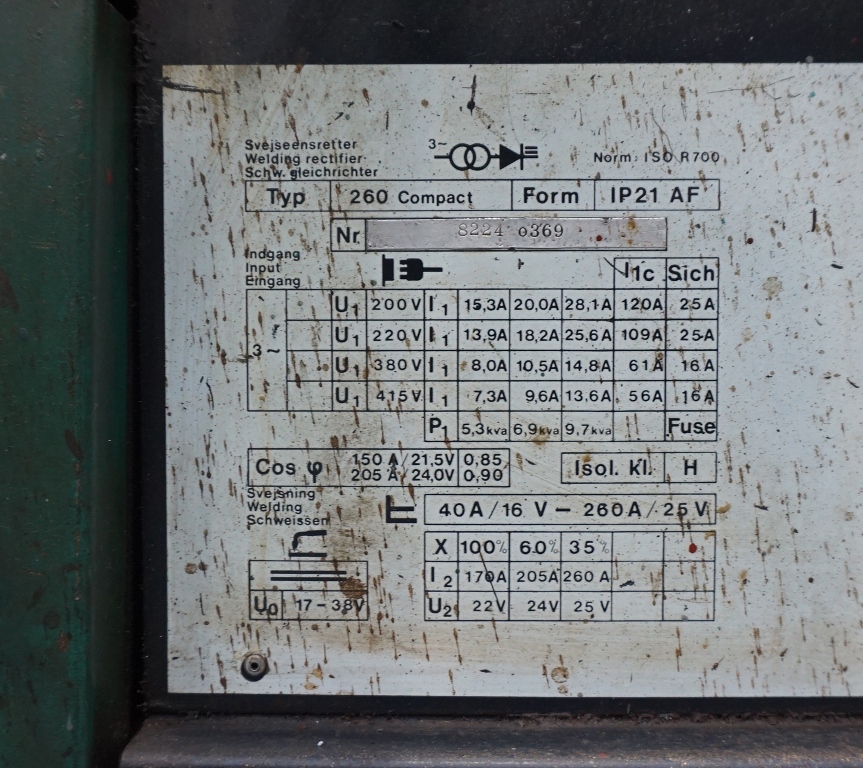 Svejseensretter
Welding rectifier
Schw. gleichrichter
3~
Norm: ISO R700
Typ 260 Compact Form IP21 AF
Nr. 8224 0369
Indgang
Input
Eingang
I1c Sich
U1 200V I1 15,3A 20,0A 28,1A 120A 25A
U1 220V I1 13,9A 18,2A 25,6A 109A 25A
3~
U1 380V I1 8,0A 10,5A 14,8A 61A 16A
U1 415V I1 7,3A 9,6A 13,6A 56A 16A
P1 5,3kva 6,9kva 9,7kva Fuse
Cos φ 150 A/21,5V 0,85
205 A/24,0V 0,90
Isol. Kl. H
Svejsning
Welding
Schweissen
40A/16 V – 260A/25V
X 100% 60% 35%
I2 170A 205A 260 A
U0 17–38V U2 22V 24V 25V